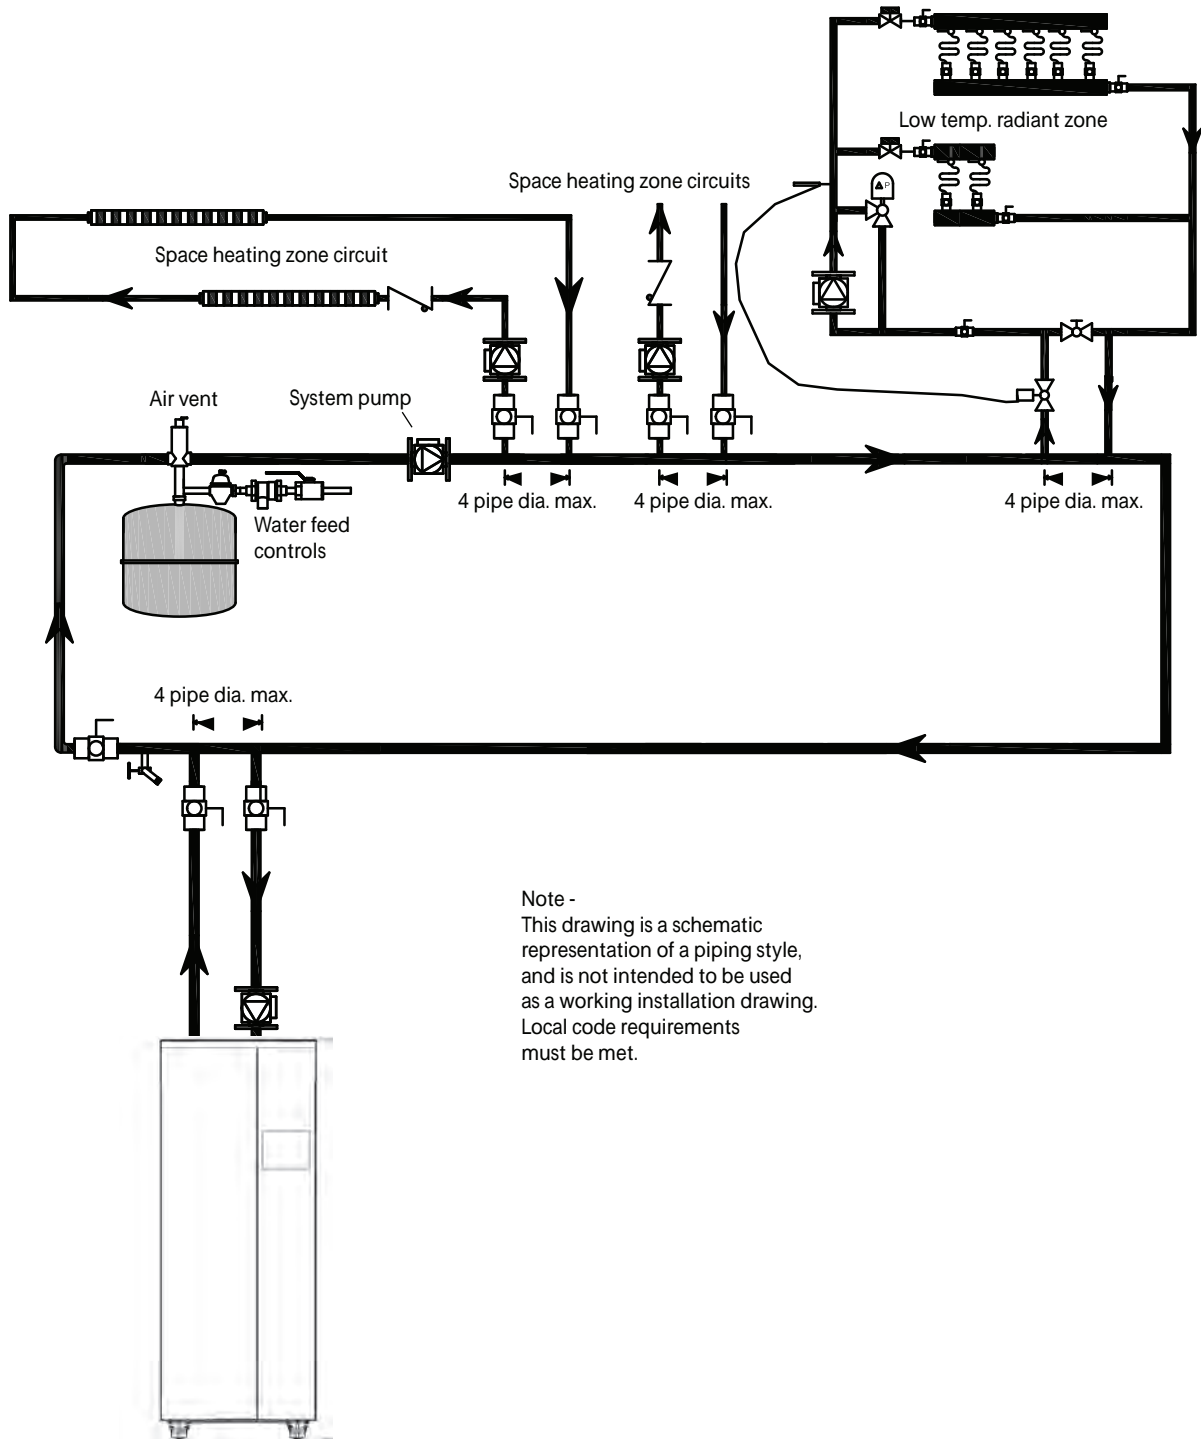 Low temp. radiant zone
Space heating zone circuits
P
Space heating zone circuit
Air vent
System pump
4 pipe dia. max.
4 pipe dia. max.
4 pipe dia. max.
Water feed
controls
4 pipe dia. max.
Note -
This drawing is a schematic
representation of a piping style,
and is not intended to be used
as a working installation drawing.
Local code requirements
must be met.